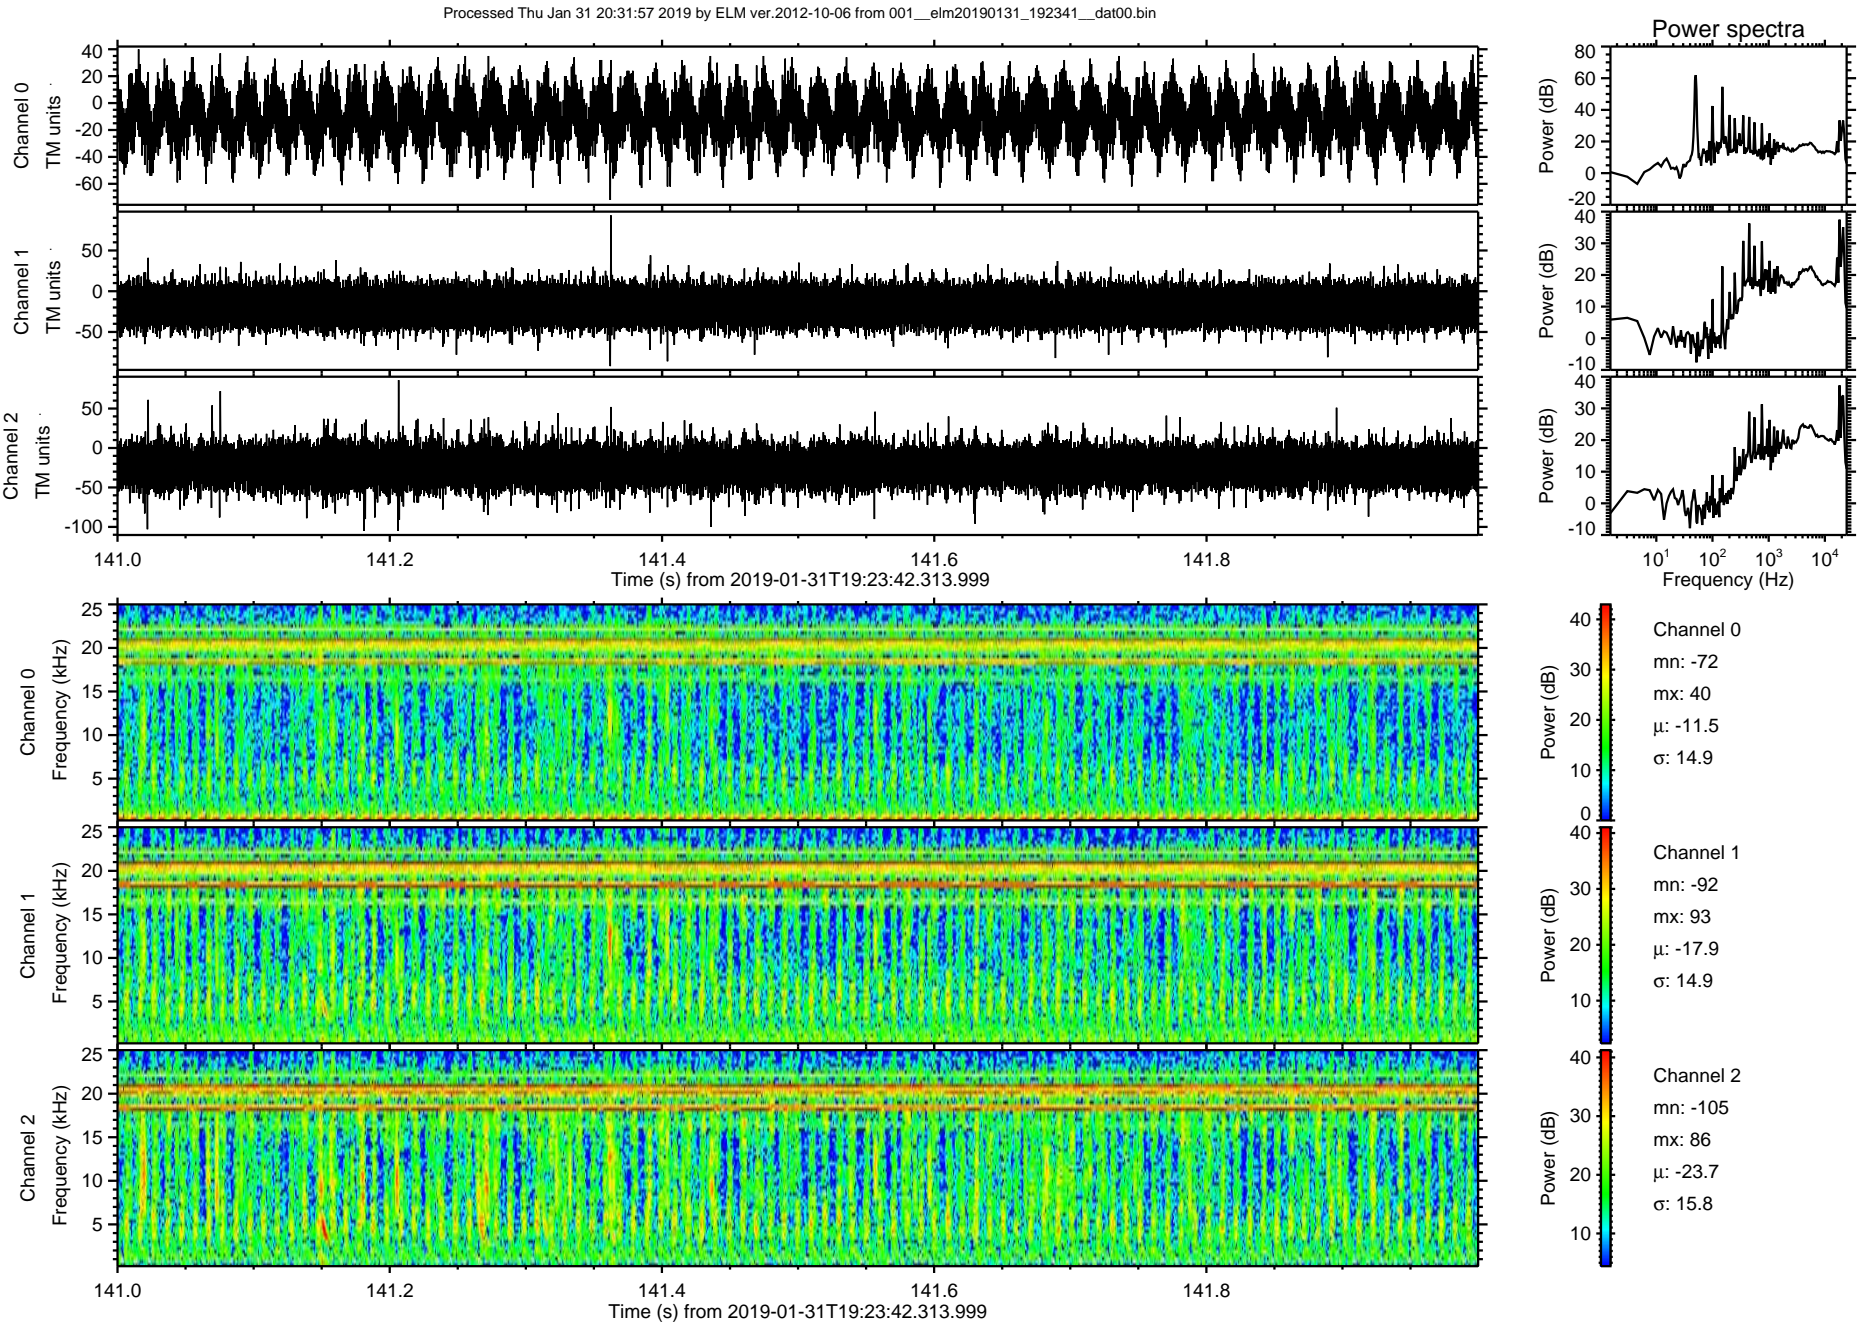 Processed Thu Jan 31 20:31:57 2019 by ELM ver.2012-10-06 from 001__elm20190131_192341__dat00.bin
Power spectra
Channel 0
TM units
40
20
0
-20
-40
-60
Power (dB)
80
60
40
20
0
-20
Channel 1
TM units
50
0
-50
Power (dB)
40
30
20
10
0
-10
Channel 2
TM units
50
0
-50
-100
Power (dB)
40
30
20
10
0
-10
141.0 141.2 141.4 141.6 141.8
Time (s) from 2019-01-31T19:23:42.313.999
10¹ 10² 10³ 10⁴
Frequency (Hz)
Channel 0
Frequency (kHz)
25
20
15
10
5
Power (dB)
40
30
20
10
0
Channel 0
mn: -72
mx: 40
μ: -11.5
σ: 14.9
Channel 1
Frequency (kHz)
25
20
15
10
5
Power (dB)
40
30
20
10
Channel 1
mn: -92
mx: 93
μ: -17.9
σ: 14.9
Channel 2
Frequency (kHz)
25
20
15
10
5
Power (dB)
40
30
20
10
Channel 2
mn: -105
mx: 86
μ: -23.7
σ: 15.8
141.0 141.2 141.4 141.6 141.8
Time (s) from 2019-01-31T19:23:42.313.999